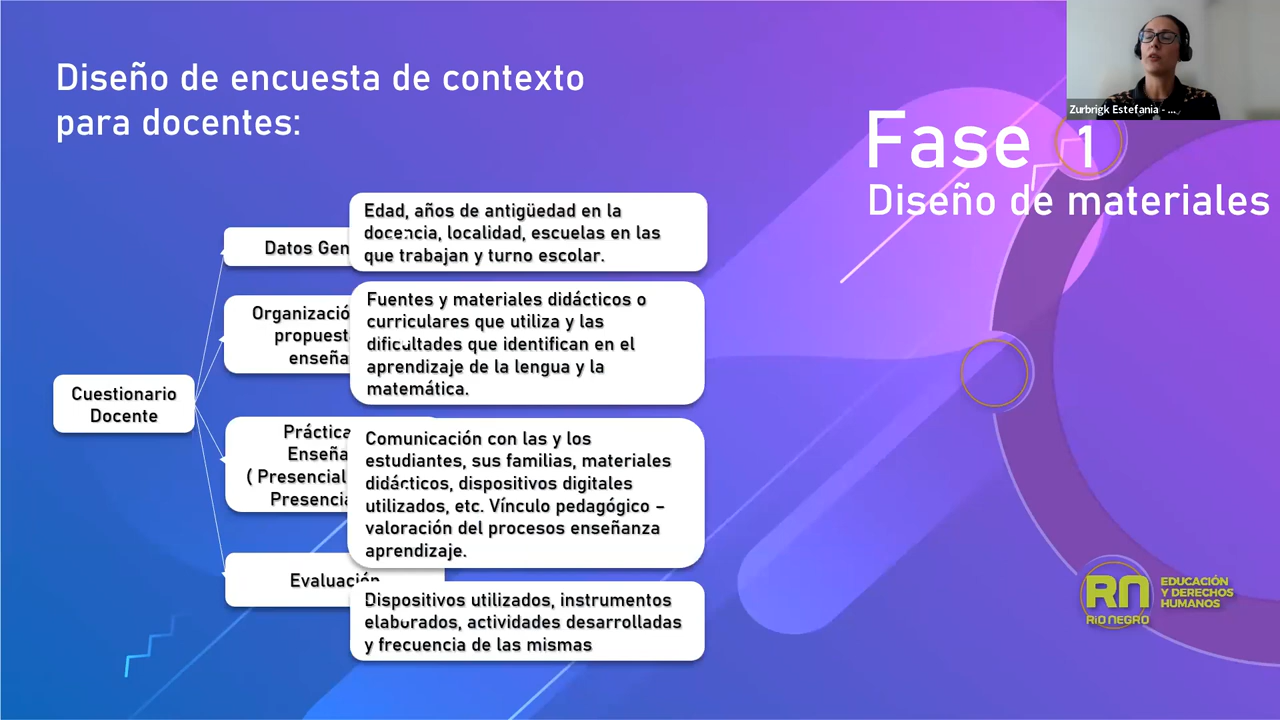 Zurbrigk Estefania - ...
Diseño de encuesta de contexto
para docentes:
Fase 1
Diseño de materiales
Cuestionario
Docente
Datos Gen
Edad, años de antigüedad en la
docencia, localidad, escuelas en las
que trabajan y turno escolar.
Organizació
propuest
enseña
Fuentes y materiales didácticos o
curriculares que utiliza y las
dificultades que identifican en el
aprendizaje de la lengua y la
matemática.
Práctica
Enseña
( Presencial
Presencia
Comunicación con las y los
estudiantes, sus familias, materiales
didácticos, dispositivos digitales
utilizados, etc. Vínculo pedagógico –
valoración del procesos enseñanza
aprendizaje.
Evaluación
Dispositivos utilizados, instrumentos
elaborados, actividades desarrolladas
y frecuencia de las mismas
RN
RÍO NEGRO
EDUCACIÓN
Y DERECHOS
HUMANOS